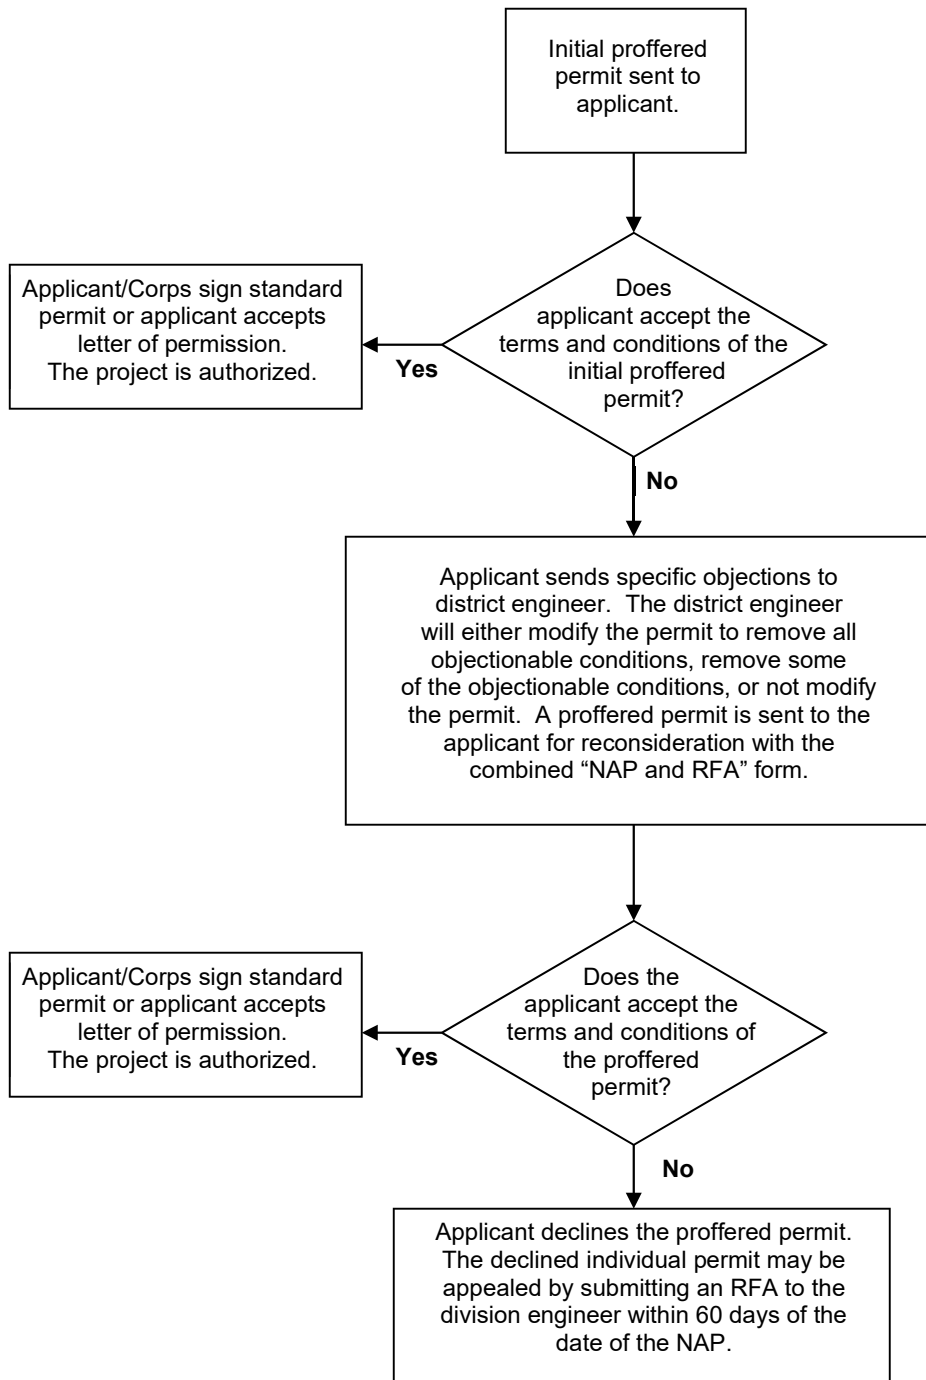 Initial proffered
permit sent to
applicant.
Does
applicant accept the
terms and conditions of the
initial proffered
permit?
Applicant/Corps sign standard
permit or applicant accepts
letter of permission.
The project is authorized.
Yes
No
Applicant sends specific objections to
district engineer.  The district engineer
will either modify the permit to remove all
objectionable conditions, remove some
of the objectionable conditions, or not modify
the permit.  A proffered permit is sent to the
applicant for reconsideration with the
combined “NAP and RFA” form.
Does the
applicant accept the
terms and conditions of
the proffered
permit?
Applicant/Corps sign standard
permit or applicant accepts
letter of permission.
The project is authorized.
Yes
No
Applicant declines the proffered permit.
The declined individual permit may be
appealed by submitting an RFA to the
division engineer within 60 days of the
date of the NAP.